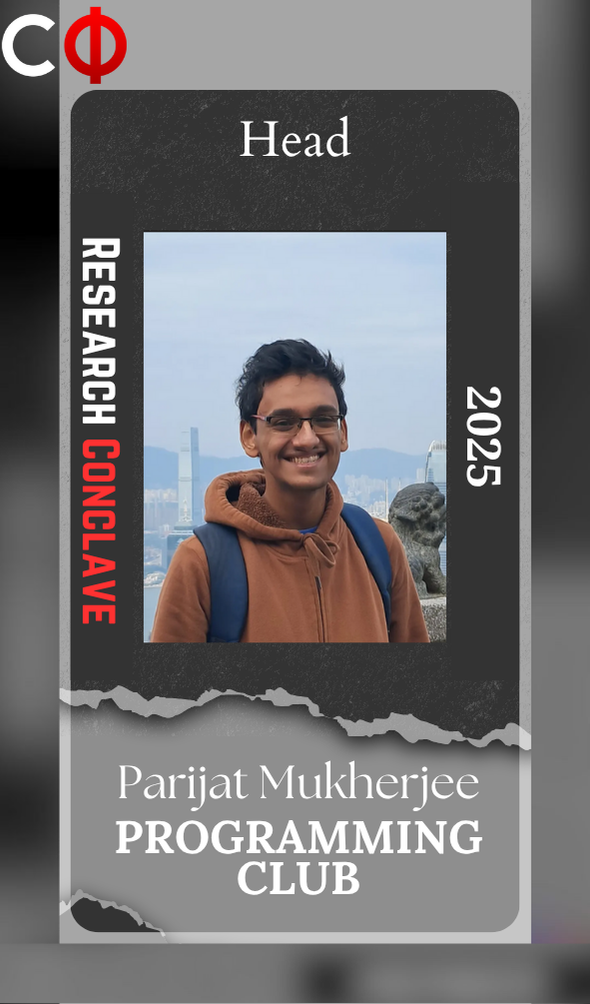 CΦ
Head
RESEARCH CONCLAVE
2025
Parijat Mukherjee
PROGRAMMING
CLUB